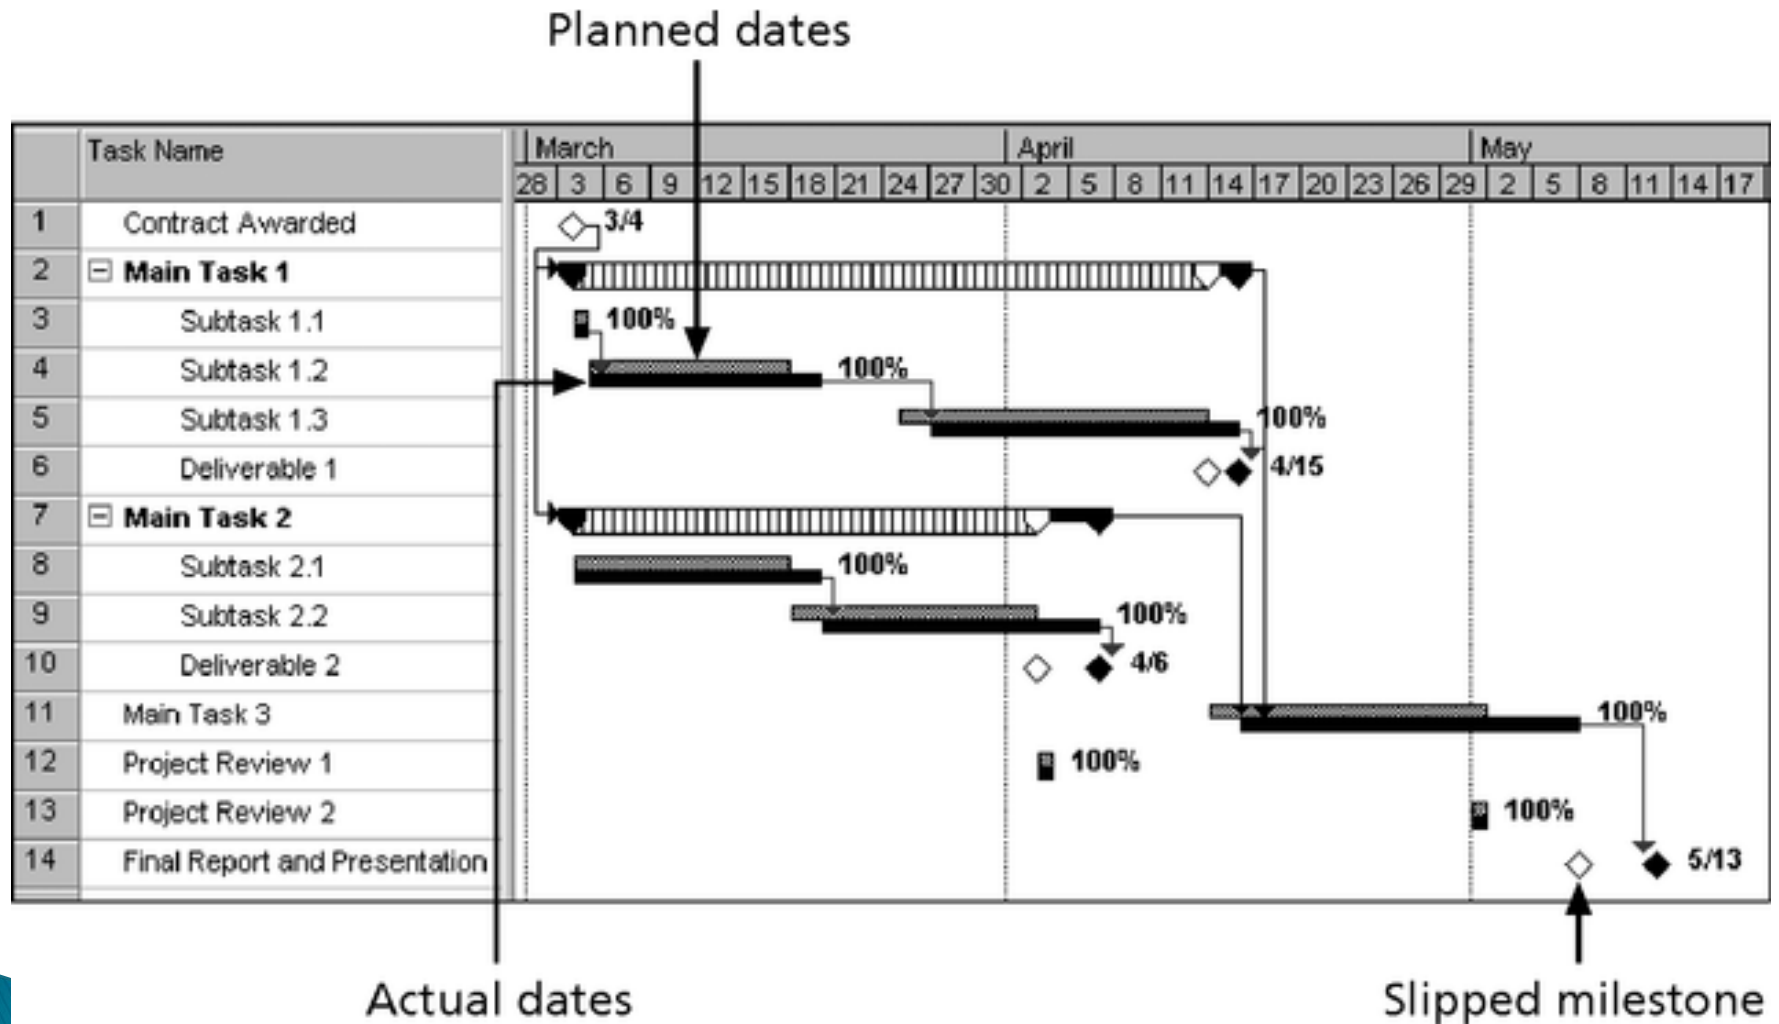 Planned dates
Task Name March April May
28 3 6 9 12 15 18 21 24 27 30 2 5 8 11 14 17 20 23 26 29 2 5 8 11 14 17
1 Contract Awarded 3/4
2 Main Task 1
3 Subtask 1.1 100%
4 Subtask 1.2 100%
5 Subtask 1.3 100%
6 Deliverable 1 4/15
7 Main Task 2
8 Subtask 2.1 100%
9 Subtask 2.2 100%
10 Deliverable 2 4/6
11 Main Task 3 100%
12 Project Review 1 100%
13 Project Review 2 100%
14 Final Report and Presentation 5/13
Actual dates Slipped milestone